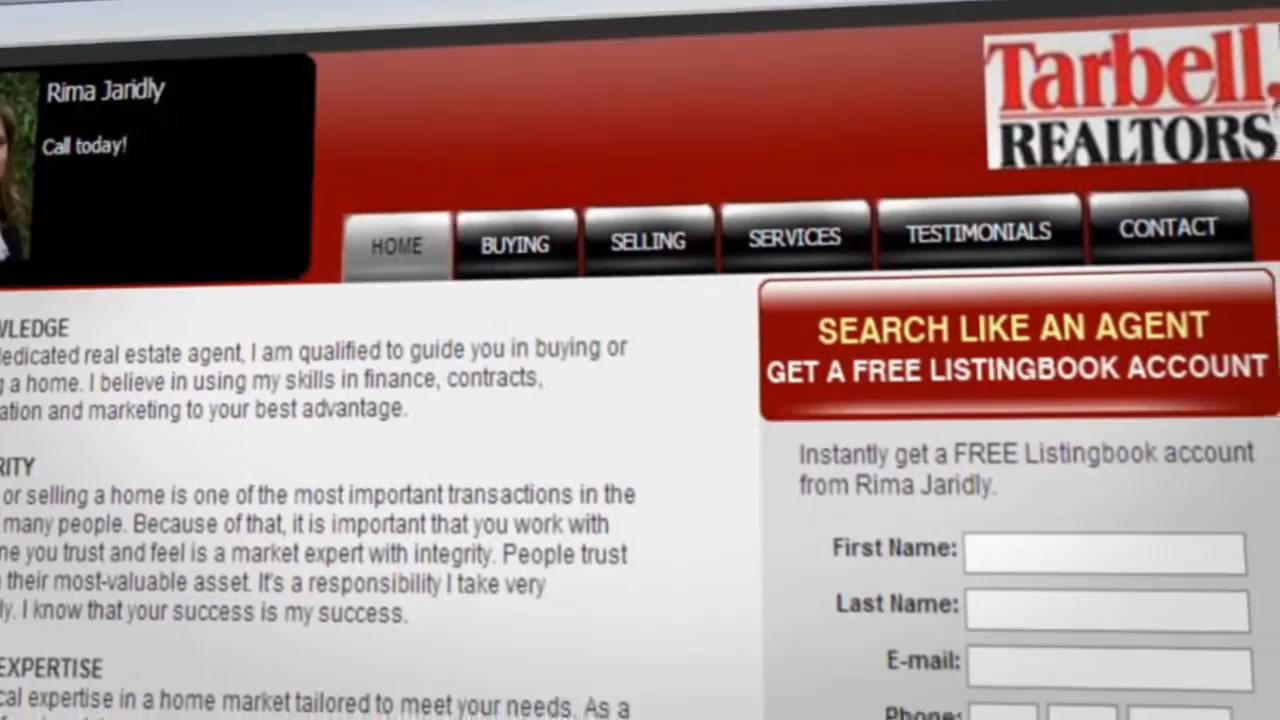 Rima Jaridly
Call today!
Tarbell,
REALTORS
HOME
BUYING
SELLING
SERVICES
TESTIMONIALS
CONTACT
SEARCH LIKE AN AGENT
GET A FREE LISTINGBOOK ACCOUNT
Instantly get a FREE Listingbook account
from Rima Jaridly.
First Name:
Last Name:
E-mail:
Phone:
real estate agent, I am qualified to guide you in buying or
a home. I believe in using my skills in finance, contracts,
and marketing to your best advantage.
or selling a home is one of the most important transactions in the
many people. Because of that, it is important that you work with
you trust and feel is a market expert with integrity. People trust
their most-valuable asset. It's a responsibility I take very
I know that your success is my success.
EXPERTISE
expertise in a home market tailored to meet your needs. As a